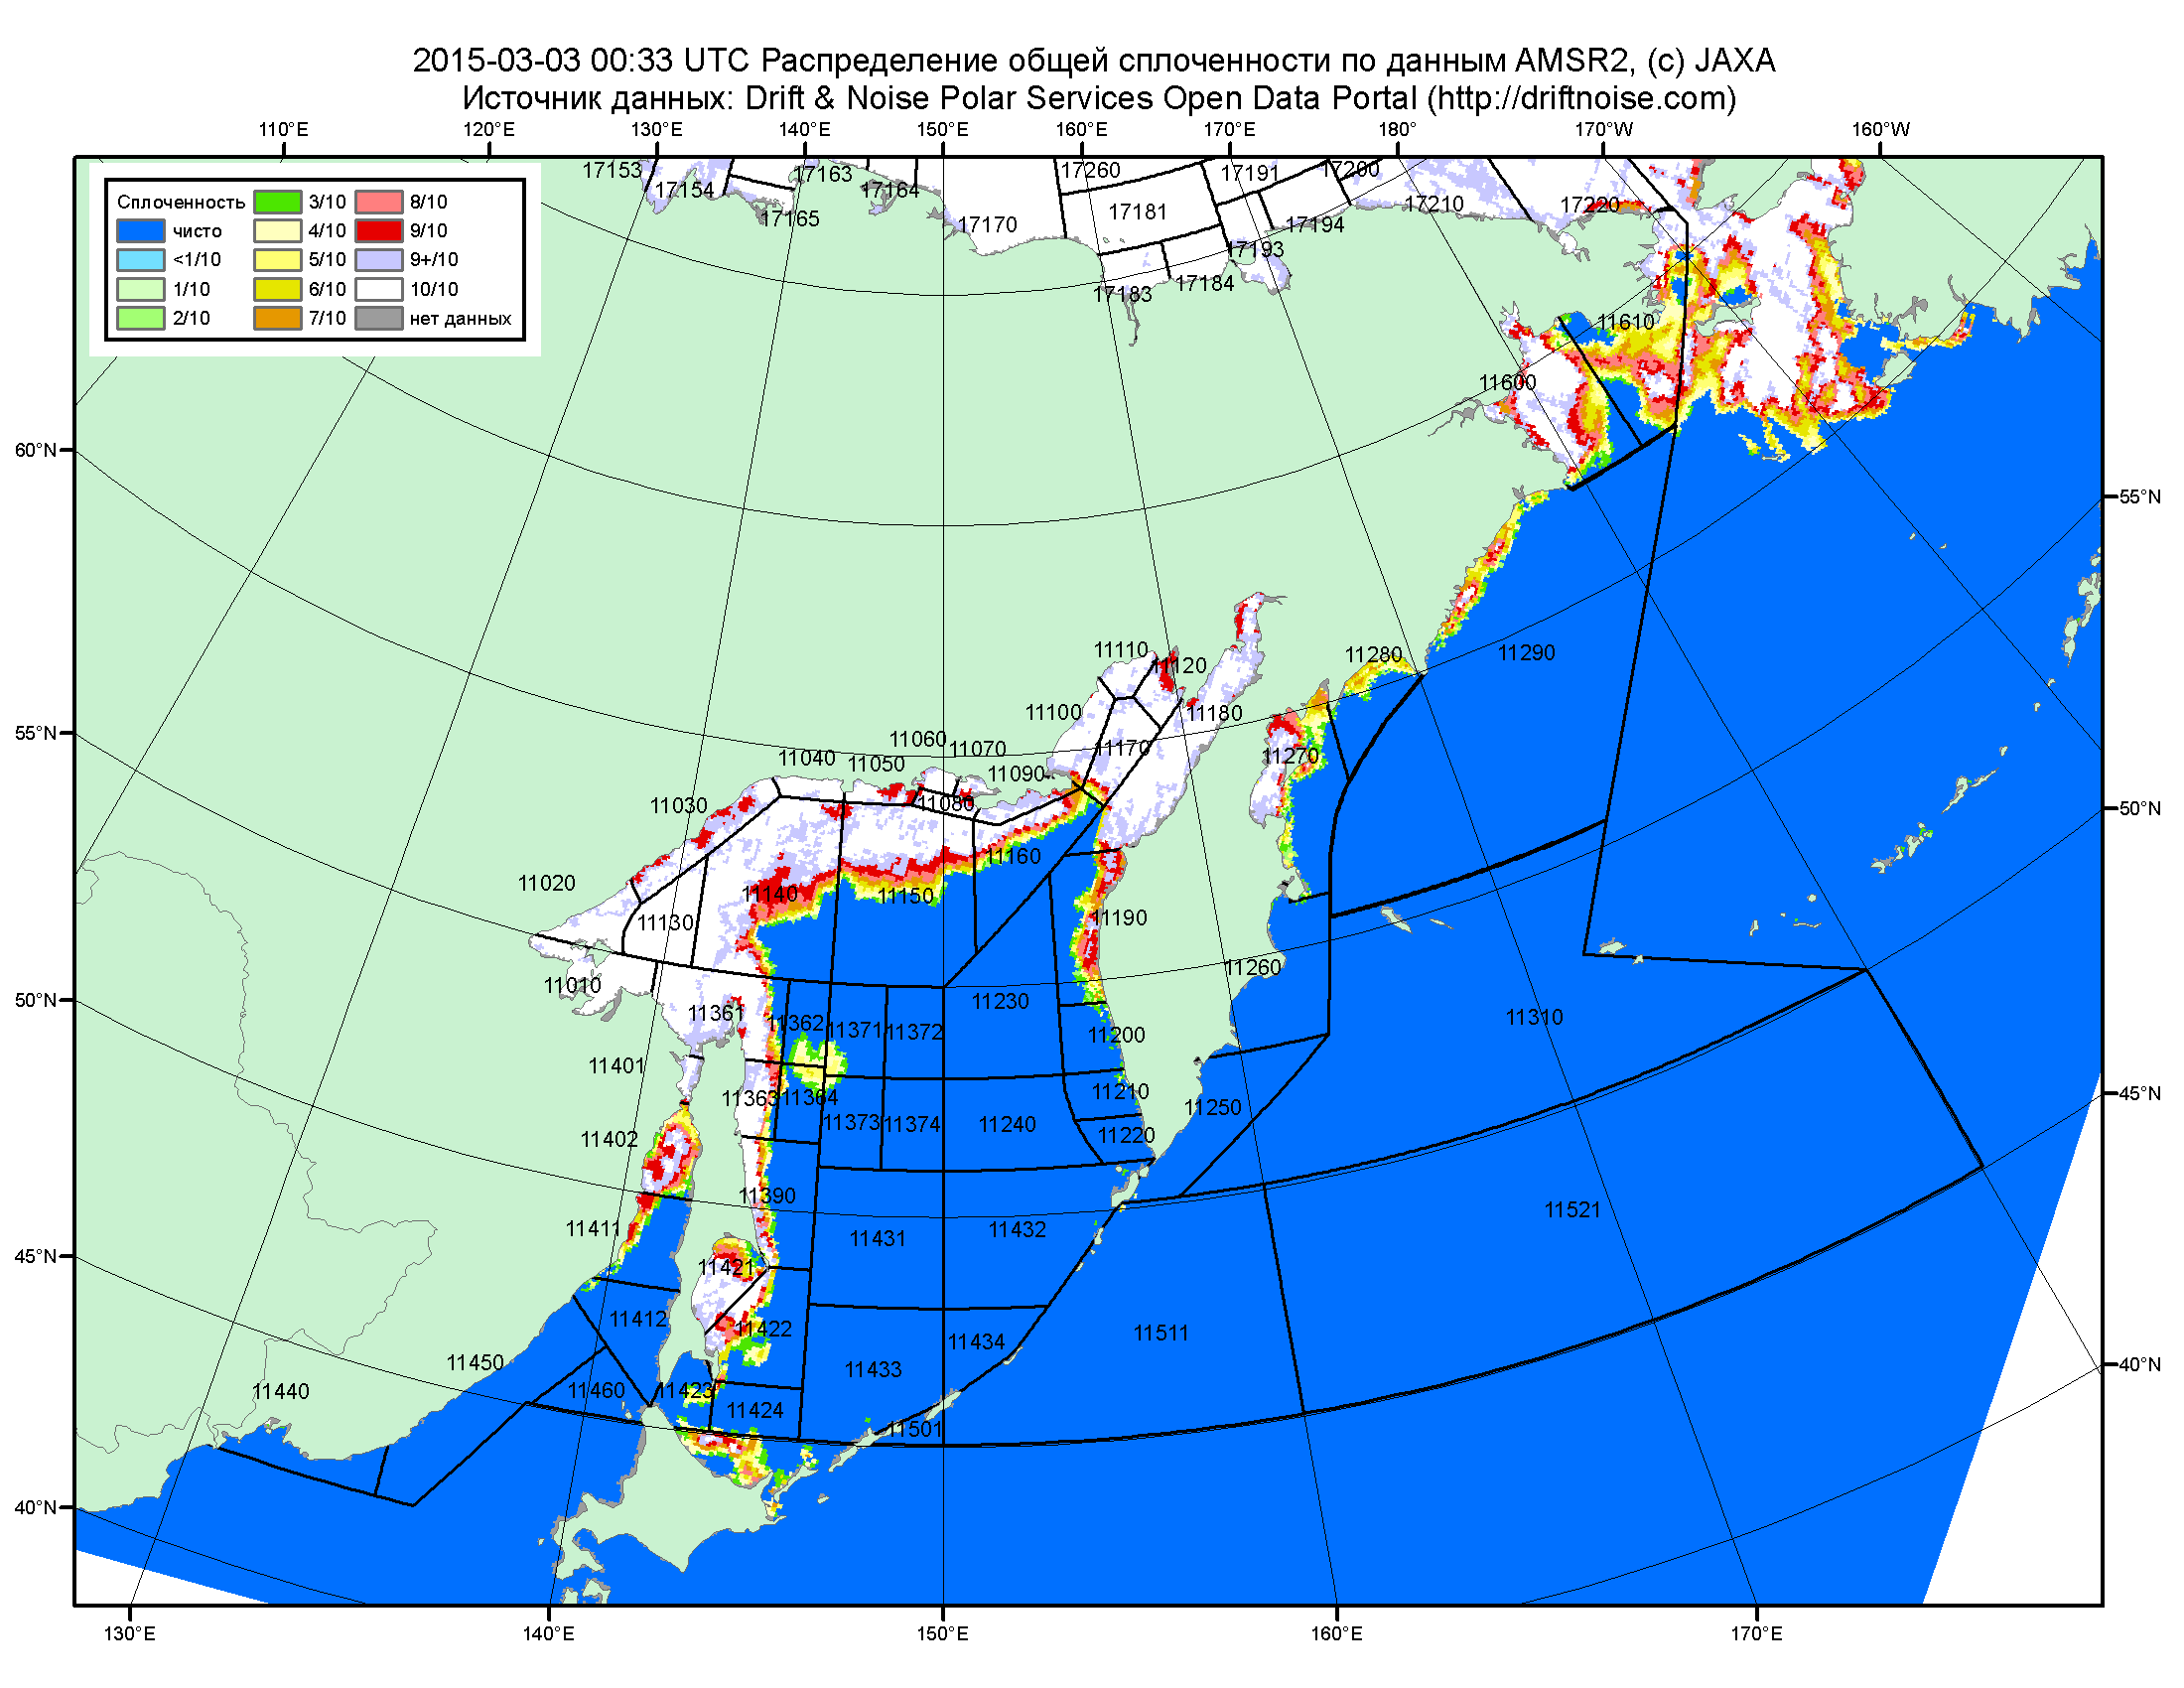 2015-03-03 00:33 UTC Распределение общей сплоченности по данным AMSR2, (c) JAXA
Источник данных: Drift & Noise Polar Services Open Data Portal (http://driftnoise.com)
110°E 120°E 130°E 140°E 150°E 160°E 170°E 180° 170°W 160°W
Сплоченность 3/10 8/10
чисто 4/10 9/10
<1/10 5/10 9+/10
1/10 6/10 10/10
2/10 7/10 нет данных
17153 17154 17163 17164 17260 17191 17200
17165 17170 17181 17194 17210 17220
17193
17183 17184
11610
11600
60°N
55°N
11110 11120 11280 11290
11100 11180
55°N
11060 11070 11170 11270
11040 11050 11090
11030 11080
50°N
11160
11020 11140 11150
11130 11190
11260
50°N
11010 11230
11361 11362 11371 11372 11310
11200
11401
11363 11364 11210
45°N
11373 11374 11240 11250
11402 11220
11390
11411 11431 11432 11521
45°N
11421
11412 11422 11434 11511
11450 11433
40°N
11440 11460 11423
11424
11501
40°N
130°E 140°E 150°E 160°E 170°E